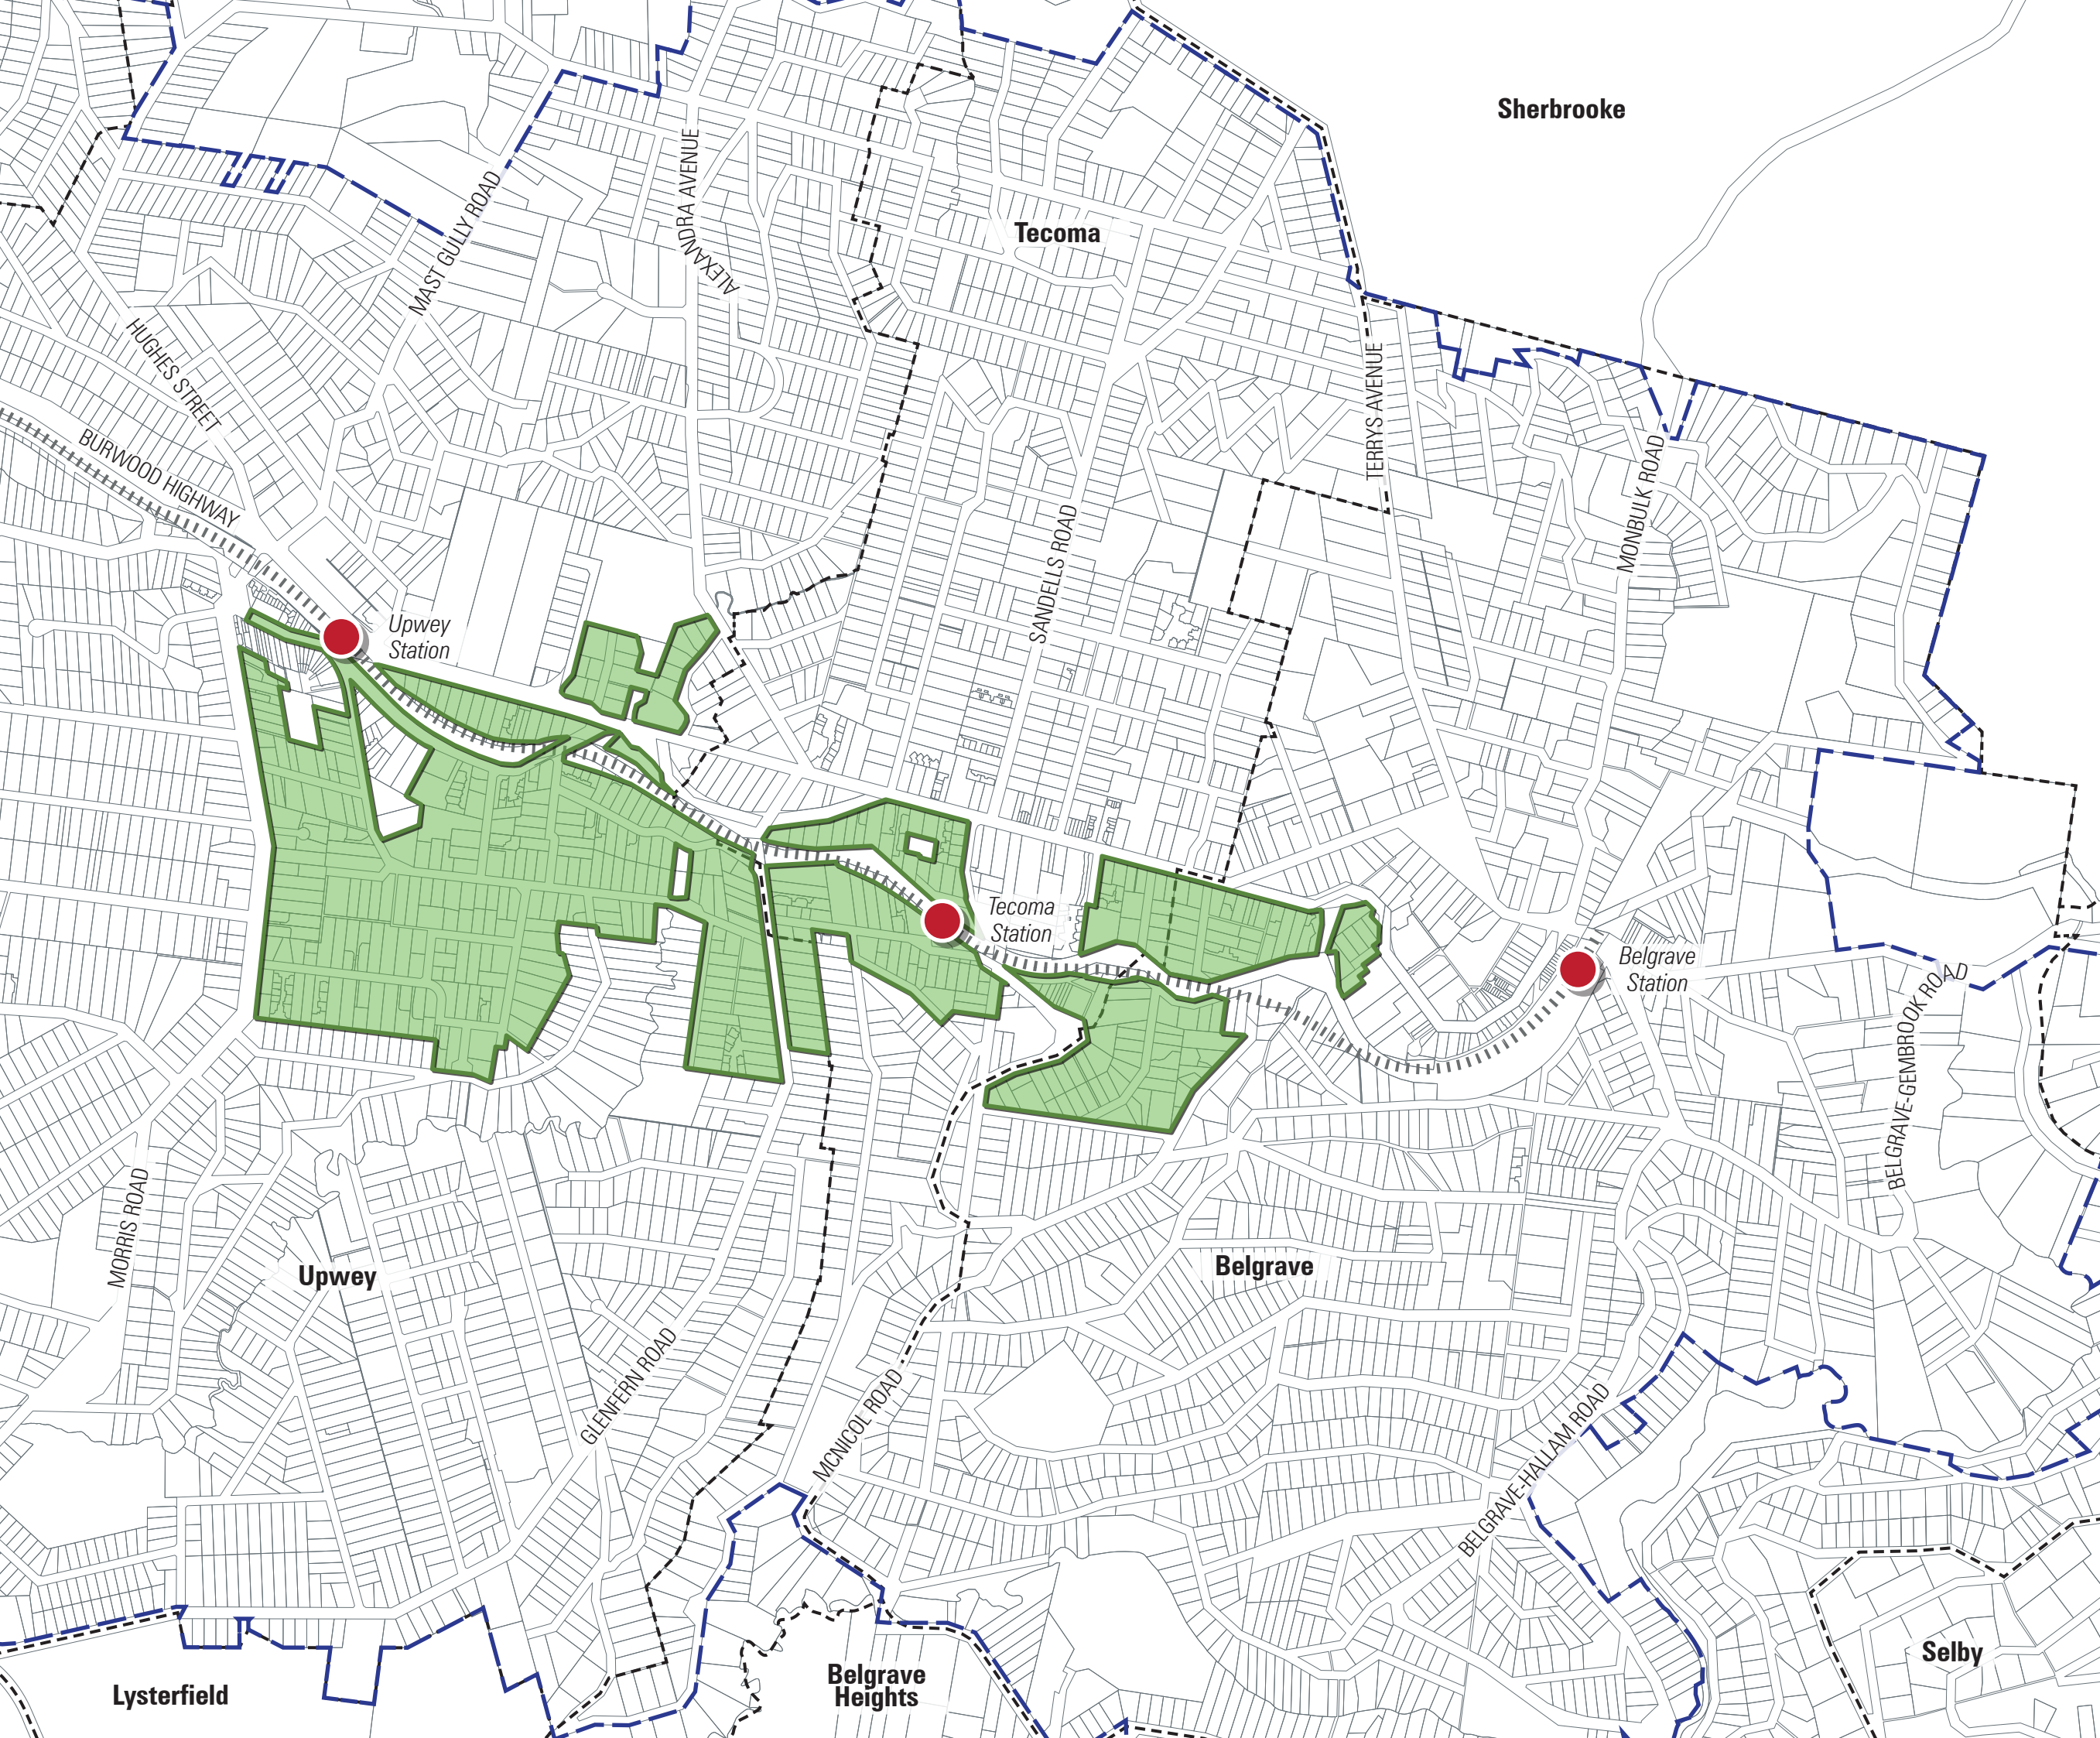 Sherbrooke
ALEXANDRA AVENUE
MAST GULLY ROAD
Tecoma
HUGHES STREET
TERRYS AVENUE
BURWOOD HIGHWAY
MONBULK ROAD
SANDELLS ROAD
Upwey
Station
Tecoma
Station
Belgrave
Station
BELGRAVE-GEMBROOK ROAD
MORRIS ROAD
Upwey
Belgrave
GLENFERN ROAD
MCNICOL ROAD
BELGRAVE-HALLAM ROAD
Lysterfield
Belgrave
Heights
Selby